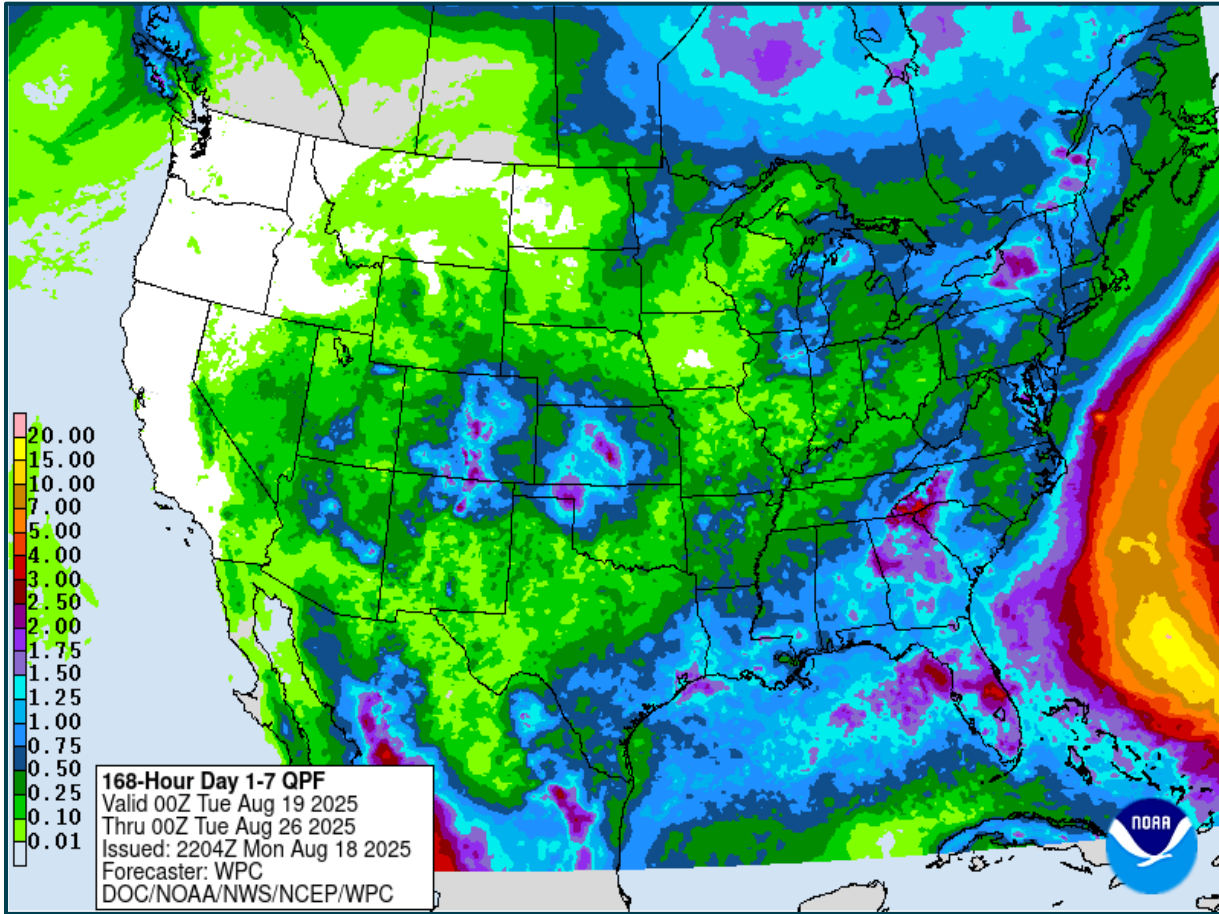 20.00
15.00
10.00
7.00
5.00
4.00
3.00
2.50
2.00
1.75
1.50
1.25
1.00
0.75
0.50
0.25
0.10
0.01
168-Hour Day 1-7 QPF
Valid 00Z Tue Aug 19 2025
Thru 00Z Tue Aug 26 2025
Issued: 2204Z Mon Aug 18 2025
Forecaster: WPC
DOC/NOAA/NWS/NCEP/WPC
NOAA